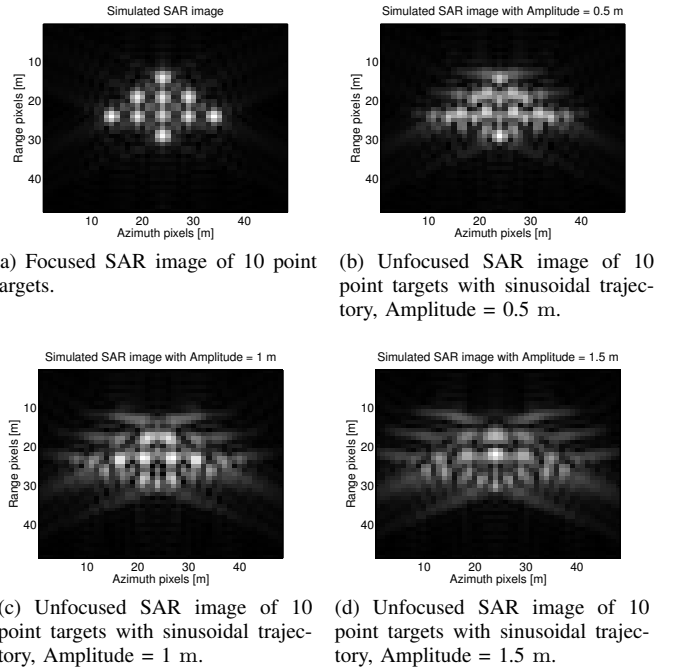 Simulated SAR image
Range pixels [m]
10
20
30
40
10 20 30 40
Azimuth pixels [m]
a) Focused SAR image of 10 point
argets.
Simulated SAR image with Amplitude = 0.5 m
Range pixels [m]
10
20
30
40
10 20 30 40
Azimuth pixels [m]
(b) Unfocused SAR image of 10
point targets with sinusoidal trajec-
tory, Amplitude = 0.5 m.
Simulated SAR image with Amplitude = 1 m
Range pixels [m]
10
20
30
40
10 20 30 40
Azimuth pixels [m]
(c) Unfocused SAR image of 10
point targets with sinusoidal trajec-
tory, Amplitude = 1 m.
Simulated SAR image with Amplitude = 1.5 m
Range pixels [m]
10
20
30
40
10 20 30 40
Azimuth pixels [m]
(d) Unfocused SAR image of 10
point targets with sinusoidal trajec-
tory, Amplitude = 1.5 m.